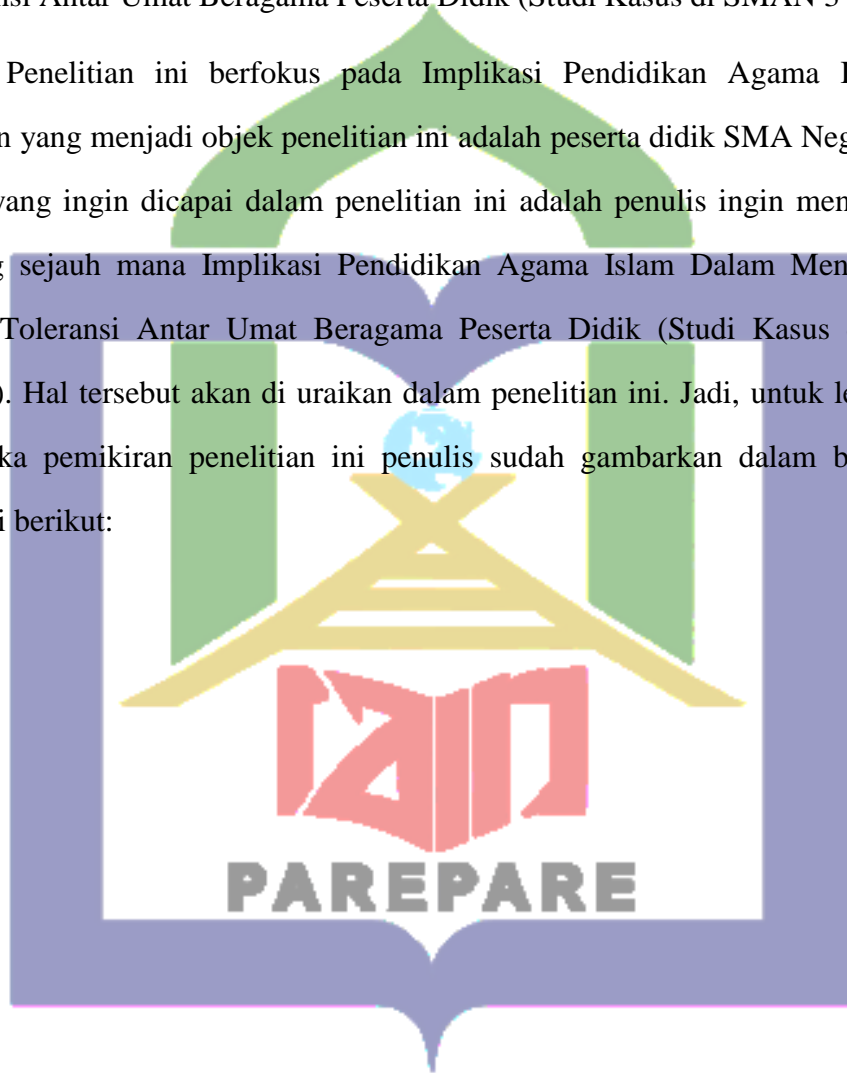 nsi Antar Umat Beragama Peserta Didik (Studi Kasus di SMAN 3
Penelitian ini berfokus pada Implikasi Pendidikan Agama
n yang menjadi objek penelitian ini adalah peserta didik SMA Neg
yang ingin dicapai dalam penelitian ini adalah penulis ingin men
g sejauh mana Implikasi Pendidikan Agama Islam Dalam Men
Toleransi Antar Umat Beragama Peserta Didik (Studi Kasus
). Hal tersebut akan di uraikan dalam penelitian ini. Jadi, untuk le
ka pemikiran penelitian ini penulis sudah gambarkan dalam b
i berikut:
iain
PAREPARE